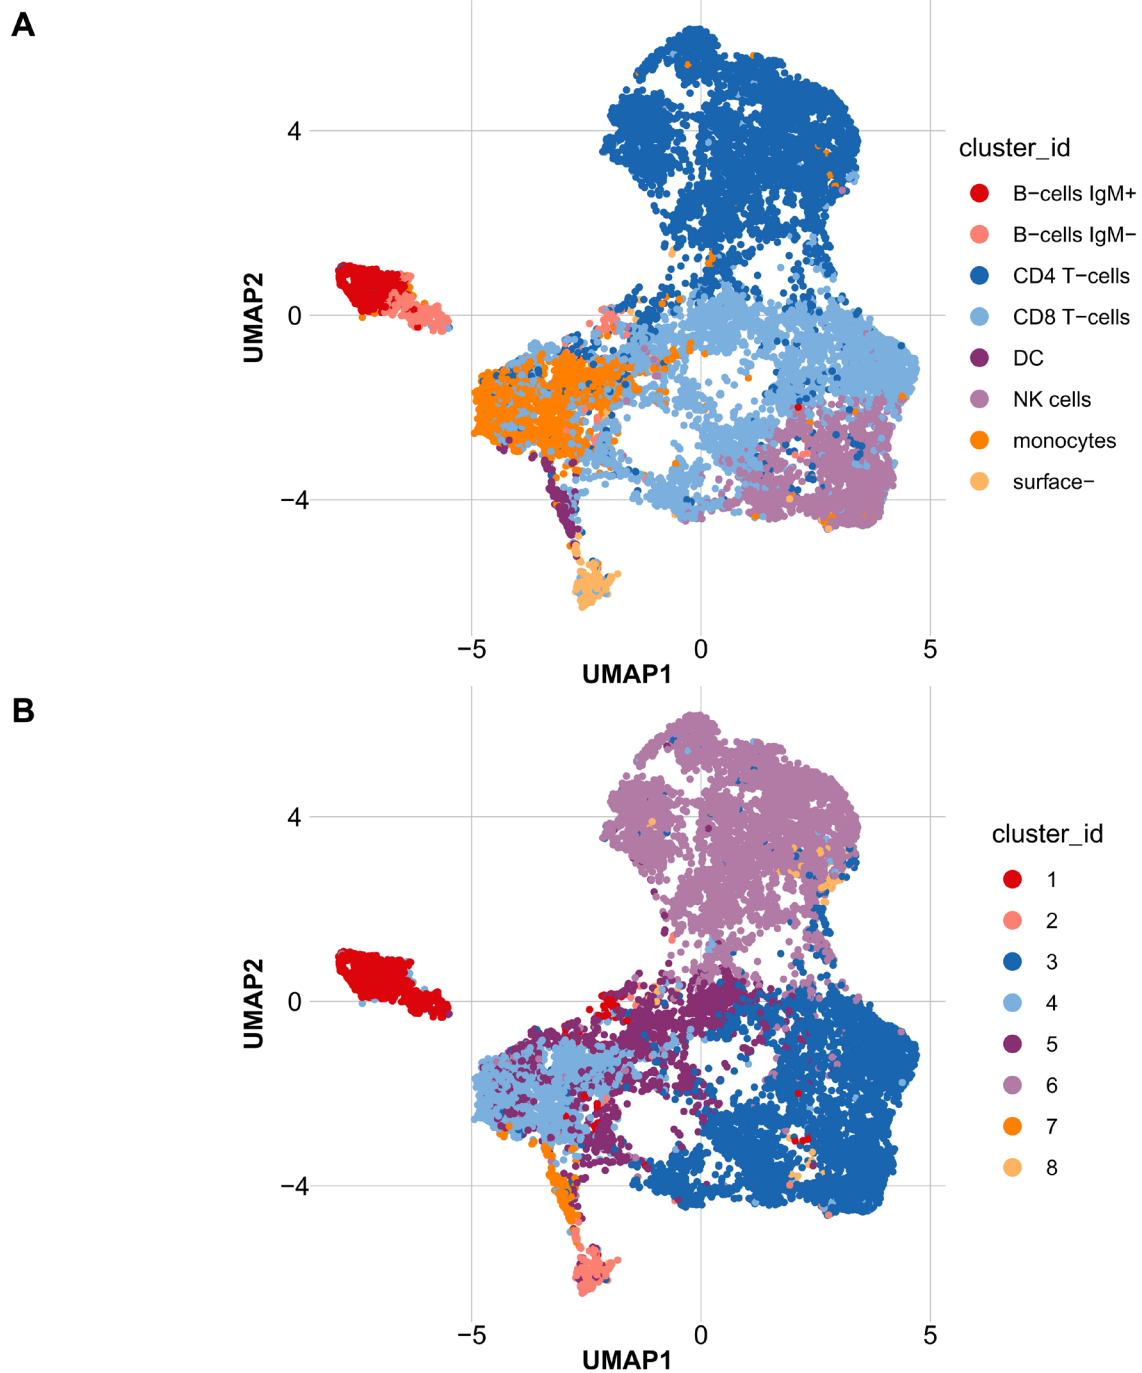 A
4
0
−4
UMAP2
−5
0
5
UMAP1
cluster_id
B−cells IgM+
B−cells IgM−
CD4 T−cells
CD8 T−cells
DC
NK cells
monocytes
surface−
B
4
0
−4
UMAP2
−5
0
5
UMAP1
cluster_id
1
2
3
4
5
6
7
8